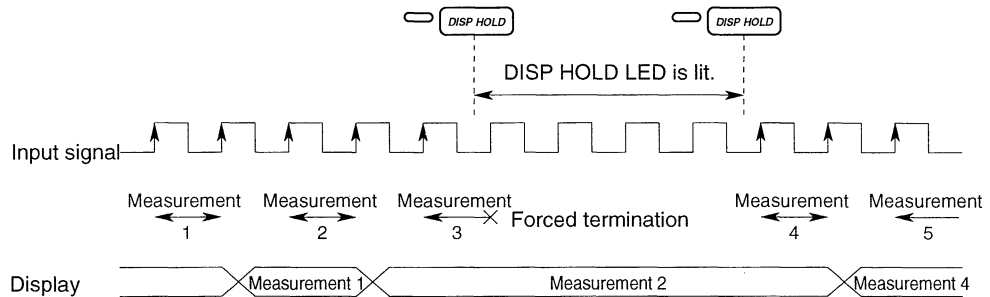 DISP HOLD DISP HOLD
DISP HOLD LED is lit.
Input signal
Measurement Measurement Measurement Measurement Measurement
Forced termination
1 2 3 4 5
Display Measurement 1 Measurement 2 Measurement 4